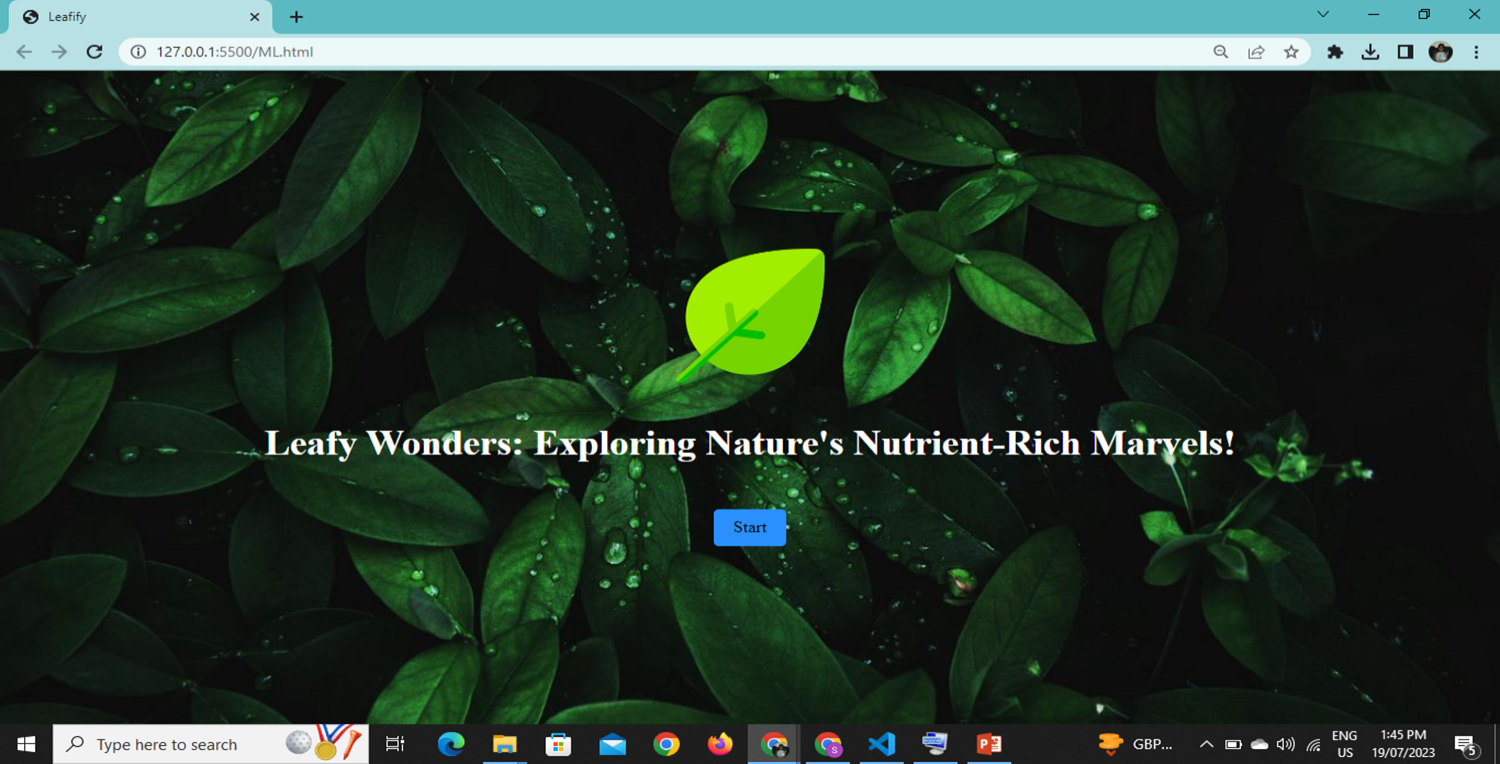 Leafify
127.0.0.1:5500/ML.html
Leafy Wonders: Exploring Nature's Nutrient-Rich Marvels!
Start
Type here to search
S
P
GBP...
ENG
US
1:45 PM
19/07/2023
5